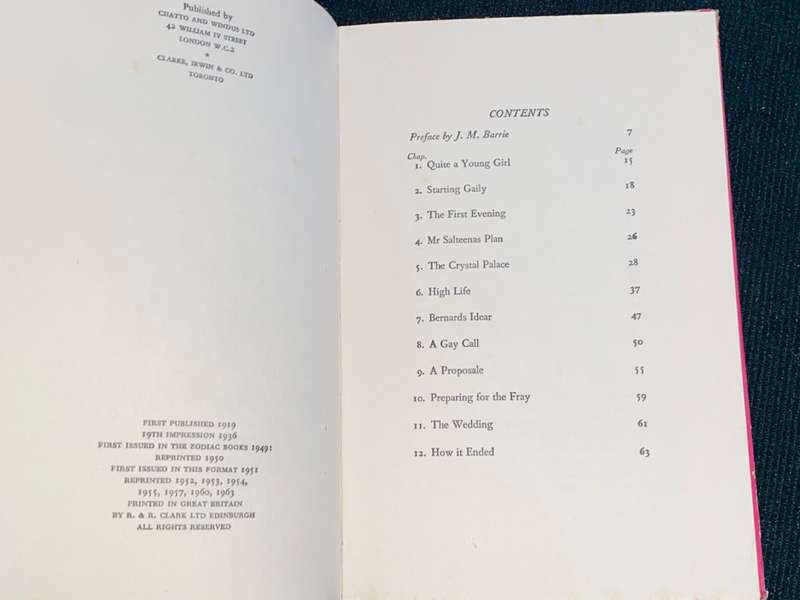 Published by
CHATTO AND WINDUS LTD
42 WILLIAM IV STREET
LONDON W.C.2
*
CLARKE, IRWIN & CO. LTD
TORONTO
FIRST PUBLISHED 1919
19TH IMPRESSION 1936
FIRST ISSUED IN THE ZODIAC BOOKS 1949:
REPRINTED 1950
FIRST ISSUED IN THIS FORMAT 1951
REPRINTED 1952, 1953, 1954,
1955, 1957, 1960, 1963
PRINTED IN GREAT BRITAIN
BY R. & R. CLARK LTD EDINBURGH
ALL RIGHTS RESERVED
CONTENTS
Preface by J. M. Barrie 7
Chap. Page
1. Quite a Young Girl 15
2. Starting Gaily 18
3. The First Evening 23
4. Mr Salteenas Plan 26
5. The Crystal Palace 28
6. High Life 37
7. Bernards Idear 47
8. A Gay Call 50
9. A Proposale 55
10. Preparing for the Fray 59
11. The Wedding 61
12. How it Ended 63